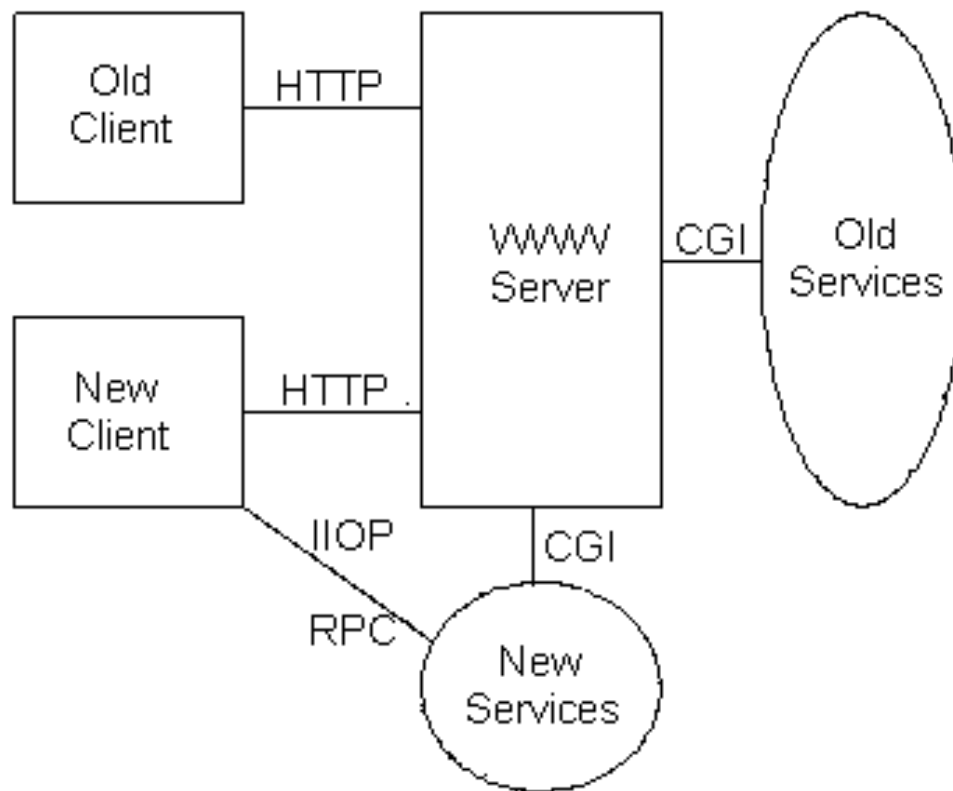 Old
Client
HTTP
WWW
Server
CGI
Old
Services
New
Client
HTTP
IIOP
RPC
CGI
New
Services